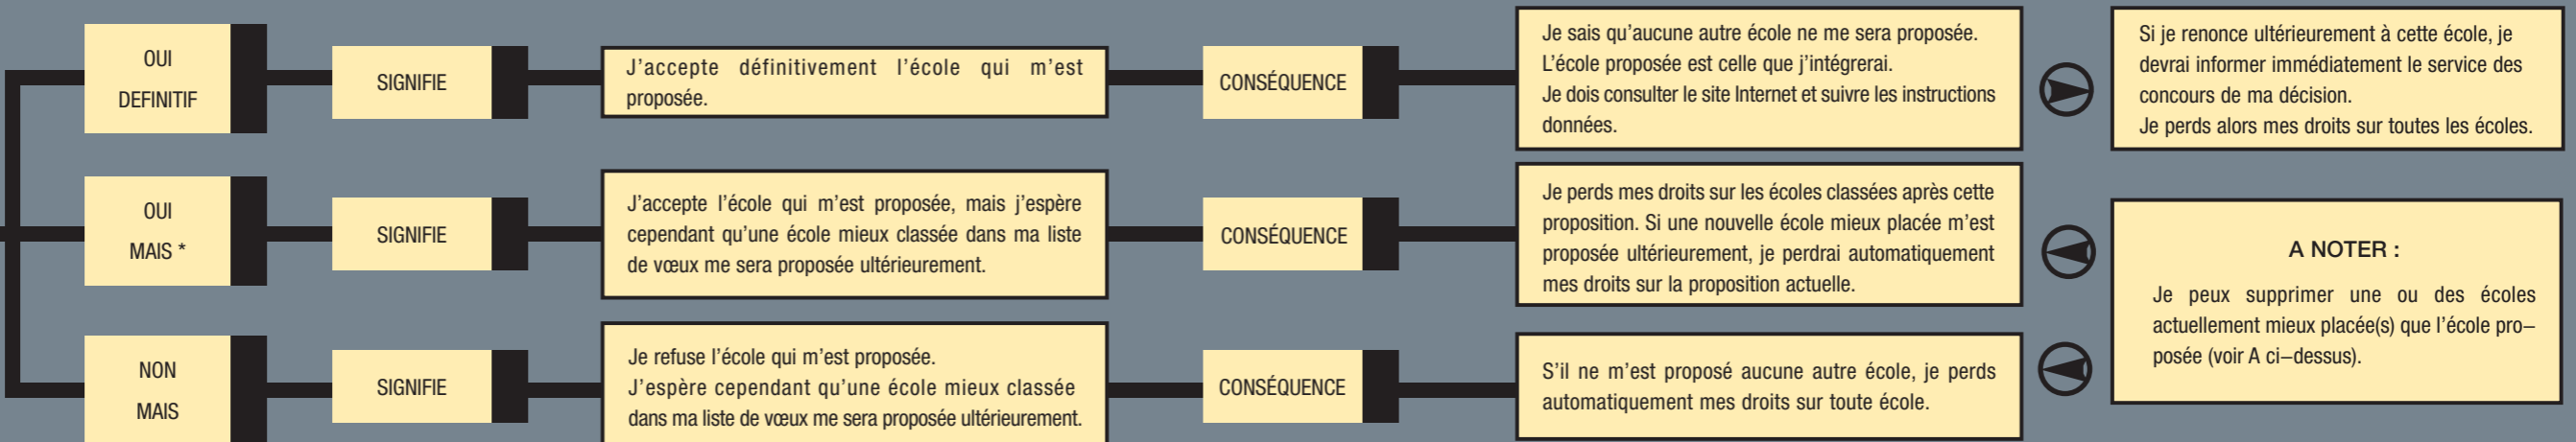 OUI
DEFINITIF
SIGNIFIE
J'accepte définitivement l'école qui m'est
proposée.
CONSÉQUENCE
Je sais qu'aucune autre école ne me sera proposée.
L'école proposée est celle que j'intégrerai.
Je dois consulter le site Internet et suivre les instructions
données.
Si je renonce ultérieurement à cette école, je
devrai informer immédiatement le service des
concours de ma décision.
Je perds alors mes droits sur toutes les écoles.
OUI
MAIS *
SIGNIFIE
J'accepte l'école qui m'est proposée, mais j'espère
cependant qu'une école mieux classée dans ma liste
de vœux me sera proposée ultérieurement.
CONSÉQUENCE
Je perds mes droits sur les écoles classées après cette
proposition. Si une nouvelle école mieux placée m'est
proposée ultérieurement, je perdrai automatiquement
mes droits sur la proposition actuelle.
A NOTER :
Je peux supprimer une ou des écoles
actuellement mieux placée(s) que l'école pro–
posée (voir A ci–dessus).
NON
MAIS
SIGNIFIE
Je refuse l'école qui m'est proposée.
J'espère cependant qu'une école mieux classée
dans ma liste de vœux me sera proposée ultérieurement.
CONSÉQUENCE
S'il ne m'est proposé aucune autre école, je perds
automatiquement mes droits sur toute école.